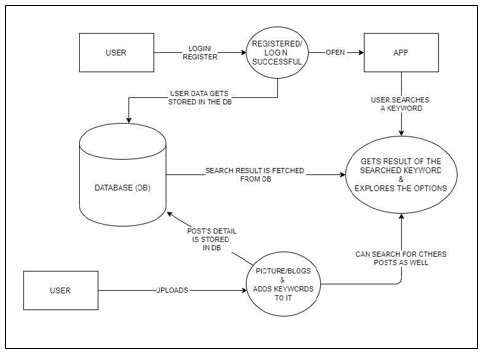 USER
LOGIN/
REGISTER
REGISTERED/
LOGIN
SUCCESSFUL
OPEN
APP
USER DATA GETS
STORED IN THE DB
USER SEARCHES
A KEYWORD
DATABASE (DB)
SEARCH RESULT IS FETCHED
FROM DB
GETS RESULT OF THE
SEARCHED KEYWORD
&
EXPLORES THE OPTIONS
POST'S DETAIL
IS STORED
IN DB
CAN SEARCH FOR OTHERS
POSTS AS WELL
USER
UPLOADS
PICTURE/BLOGS
&
ADDS KEYWORDS
TO IT